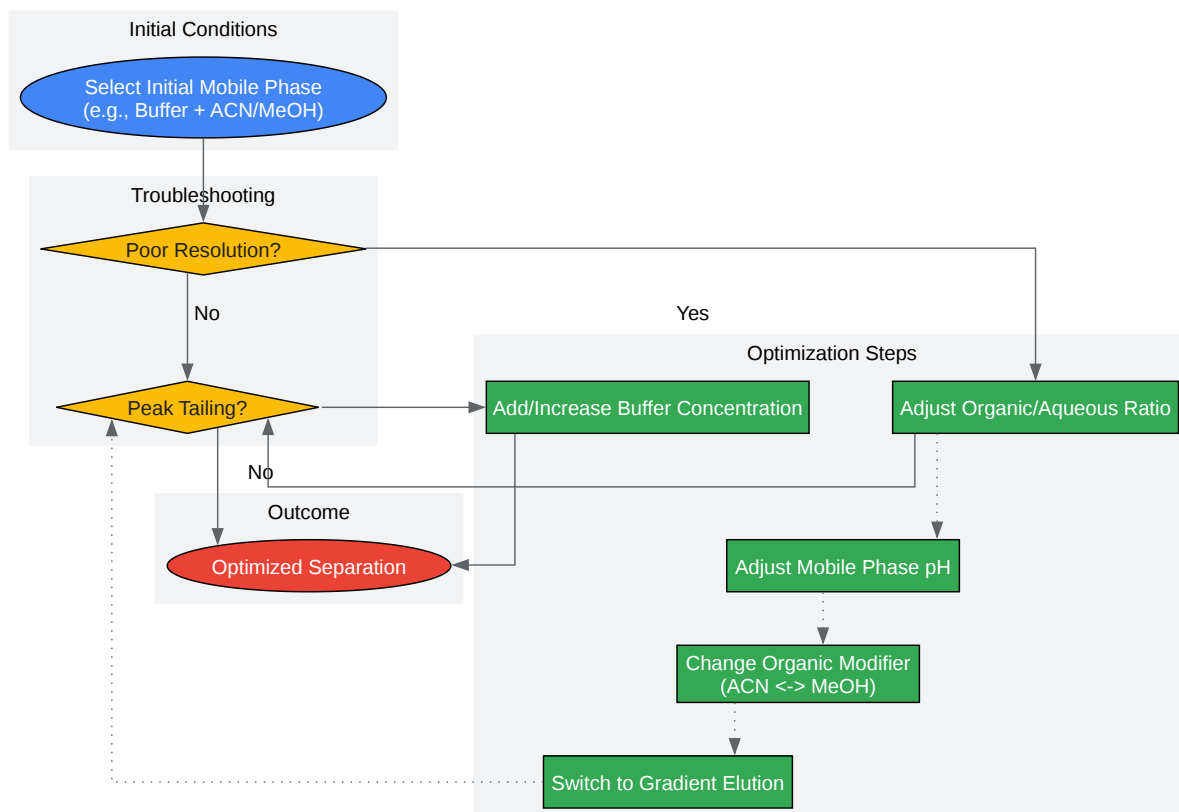 Initial Conditions
Select Initial Mobile Phase
(e.g., Buffer + ACN/MeOH)
Troubleshooting
Poor Resolution?
No
Yes
Optimization Steps
Peak Tailing?
Add/Increase Buffer Concentration
Adjust Organic/Aqueous Ratio
No
Outcome
Optimized Separation
Adjust Mobile Phase pH
Change Organic Modifier
(ACN <-> MeOH)
Switch to Gradient Elution